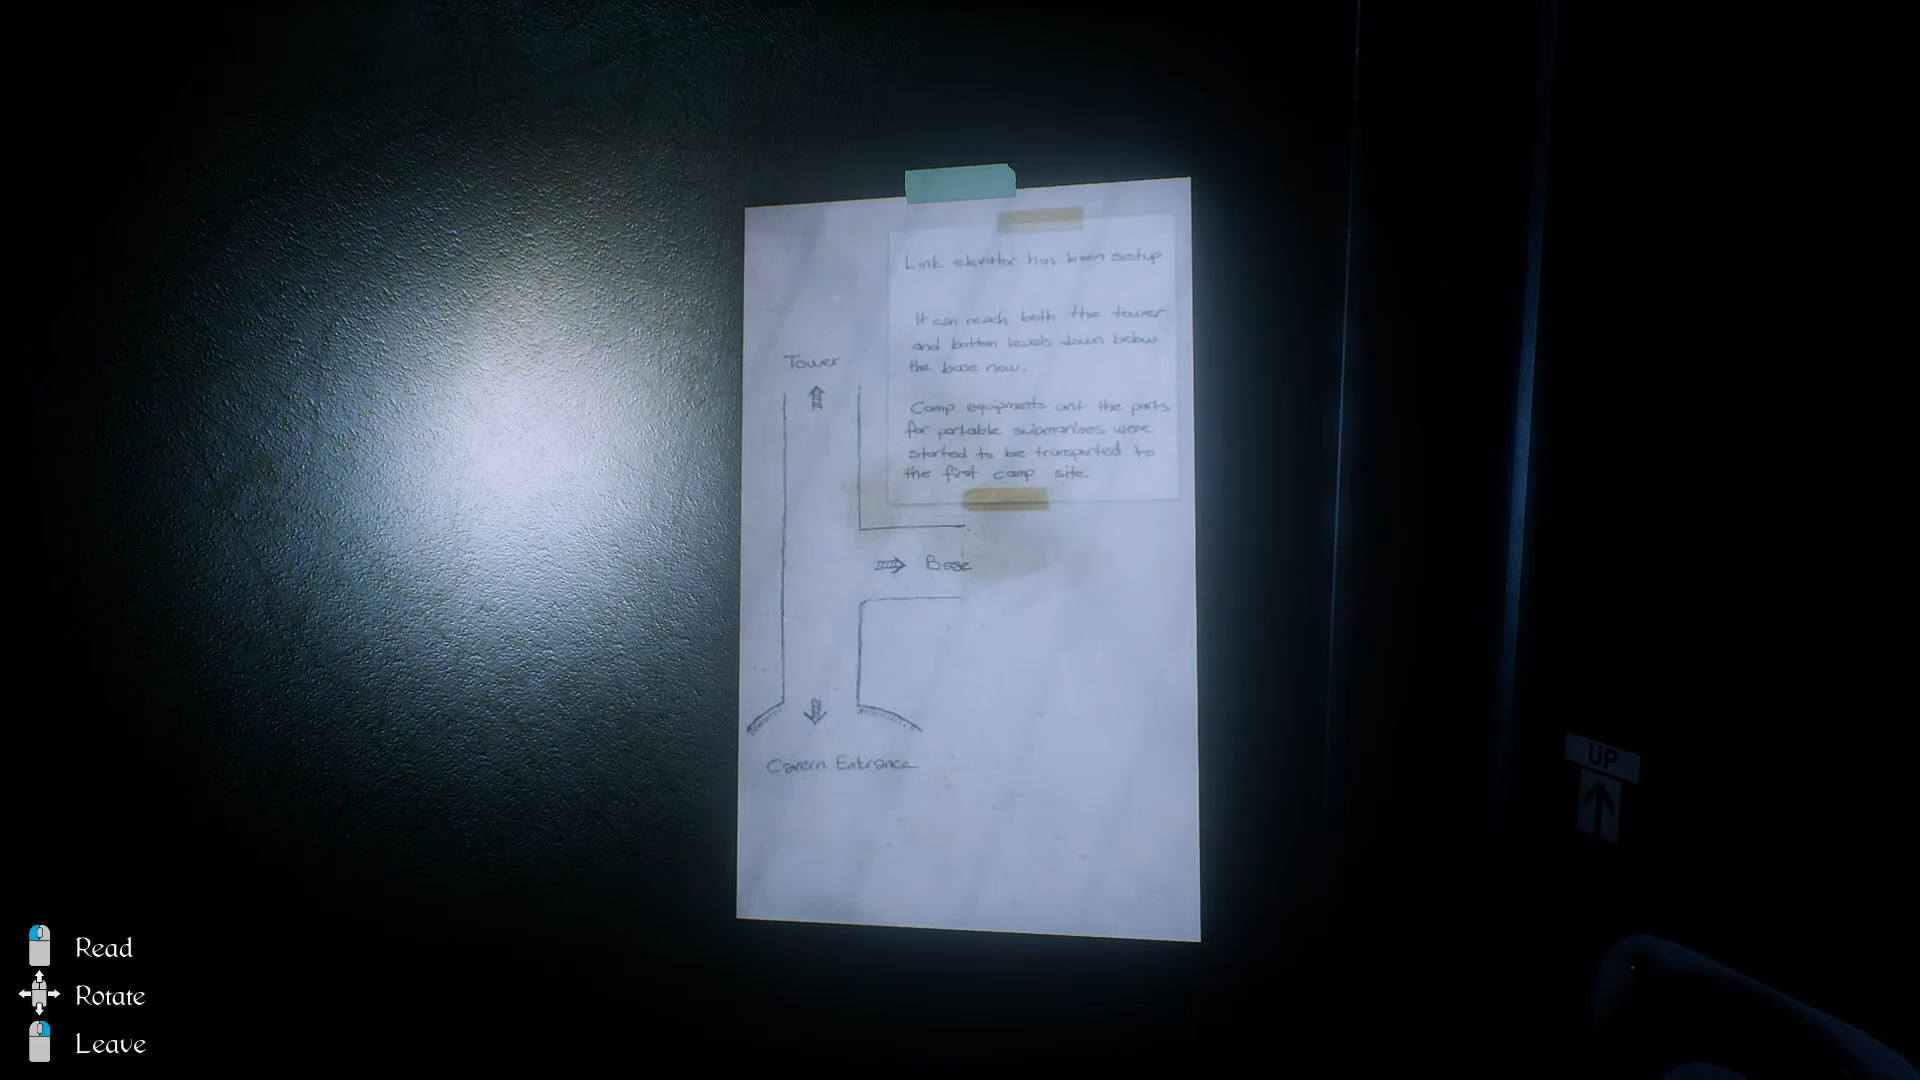 Link elevator has been setup
It can reach both the tower
and bottom levels down below
the base now.
Camp equipments ant the parts
for portable submarines were
started to be transported to
the first camp site
Tower
Base
Cavern Entrance
UP
Read
Rotate
Leave